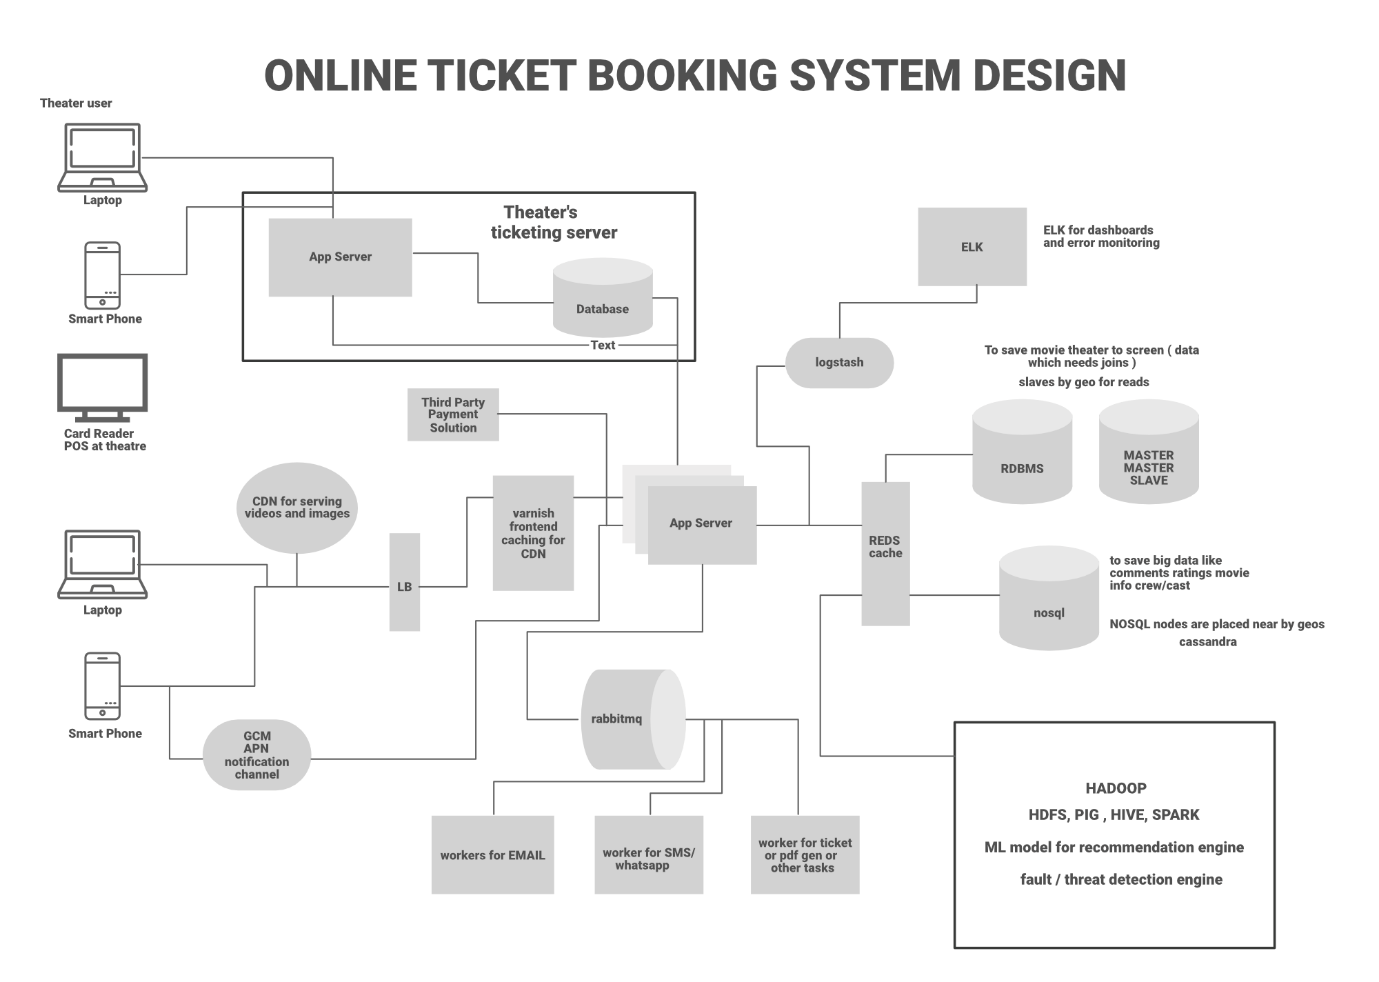 ONLINE TICKET BOOKING SYSTEM DESIGN
Theater user
Laptop
Smart Phone
Card Reader
POS at theatre
Theater's
ticketing server
App Server
Database
Text
ELK
ELK for dashboards
and error monitoring
logstash
To save movie theater to screen ( data
which needs joins )
slaves by geo for reads
RDBMS
MASTER
MASTER
SLAVE
Third Party
Payment
Solution
CDN for serving
videos and images
varnish
frontend
caching for
CDN
App Server
REDS
cache
LB
Laptop
nosql
to save big data like
comments ratings movie
info crew/cast
NOSQL nodes are placed near by geos
cassandra
Smart Phone
GCM
APN
notification
channel
rabbitmq
workers for EMAIL
worker for SMS/
whatsapp
worker for ticket
or pdf gen or
other tasks
HADOOP
HDFS, PIG , HIVE, SPARK
ML model for recommendation engine
fault / threat detection engine